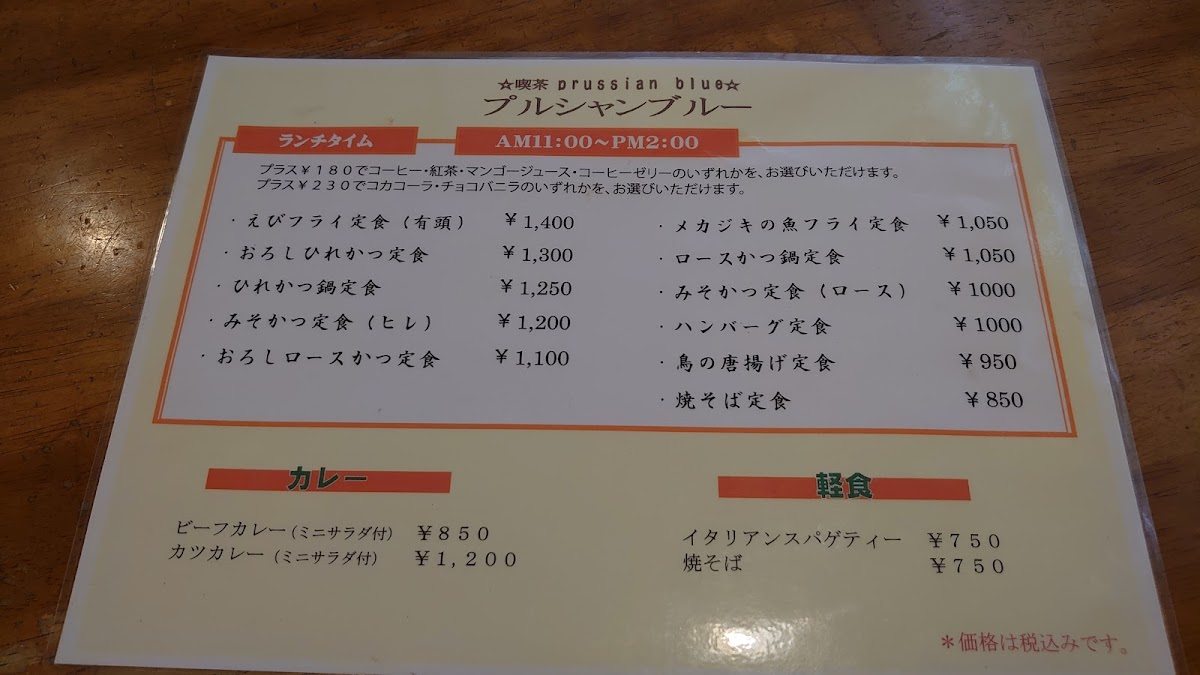 ☆喫茶 prussian blue☆
プルシャンブルー
ランチタイム
AM11:00～PM2:00
プラス￥１８０でコーヒー・紅茶・マンゴージュース・コーヒーゼリーのいずれかを、お選びいただけます。
プラス￥２３０でコカコーラ・チョコバニラのいずれかを、お選びいただけます。
・えびフライ定食（有頭） ￥1,400
・おろしひれかつ定食 ￥1,300
・ひれかつ鍋定食 ￥1,250
・みそかつ定食（ヒレ） ￥1,200
・おろしロースかつ定食 ￥1,100
・メカジキの魚フライ定食 ￥1,050
・ロースかつ鍋定食 ￥1,050
・みそかつ定食（ロース） ￥1000
・ハンバーグ定食 ￥1000
・鳥の唐揚げ定食 ￥950
・焼そば定食 ￥850
カレー
ビーフカレー（ミニサラダ付） ￥８５０
カツカレー（ミニサラダ付） ￥１,２００
軽食
イタリアンスパゲティー ￥７５０
焼そば ￥７５０
＊価格は税込みです。